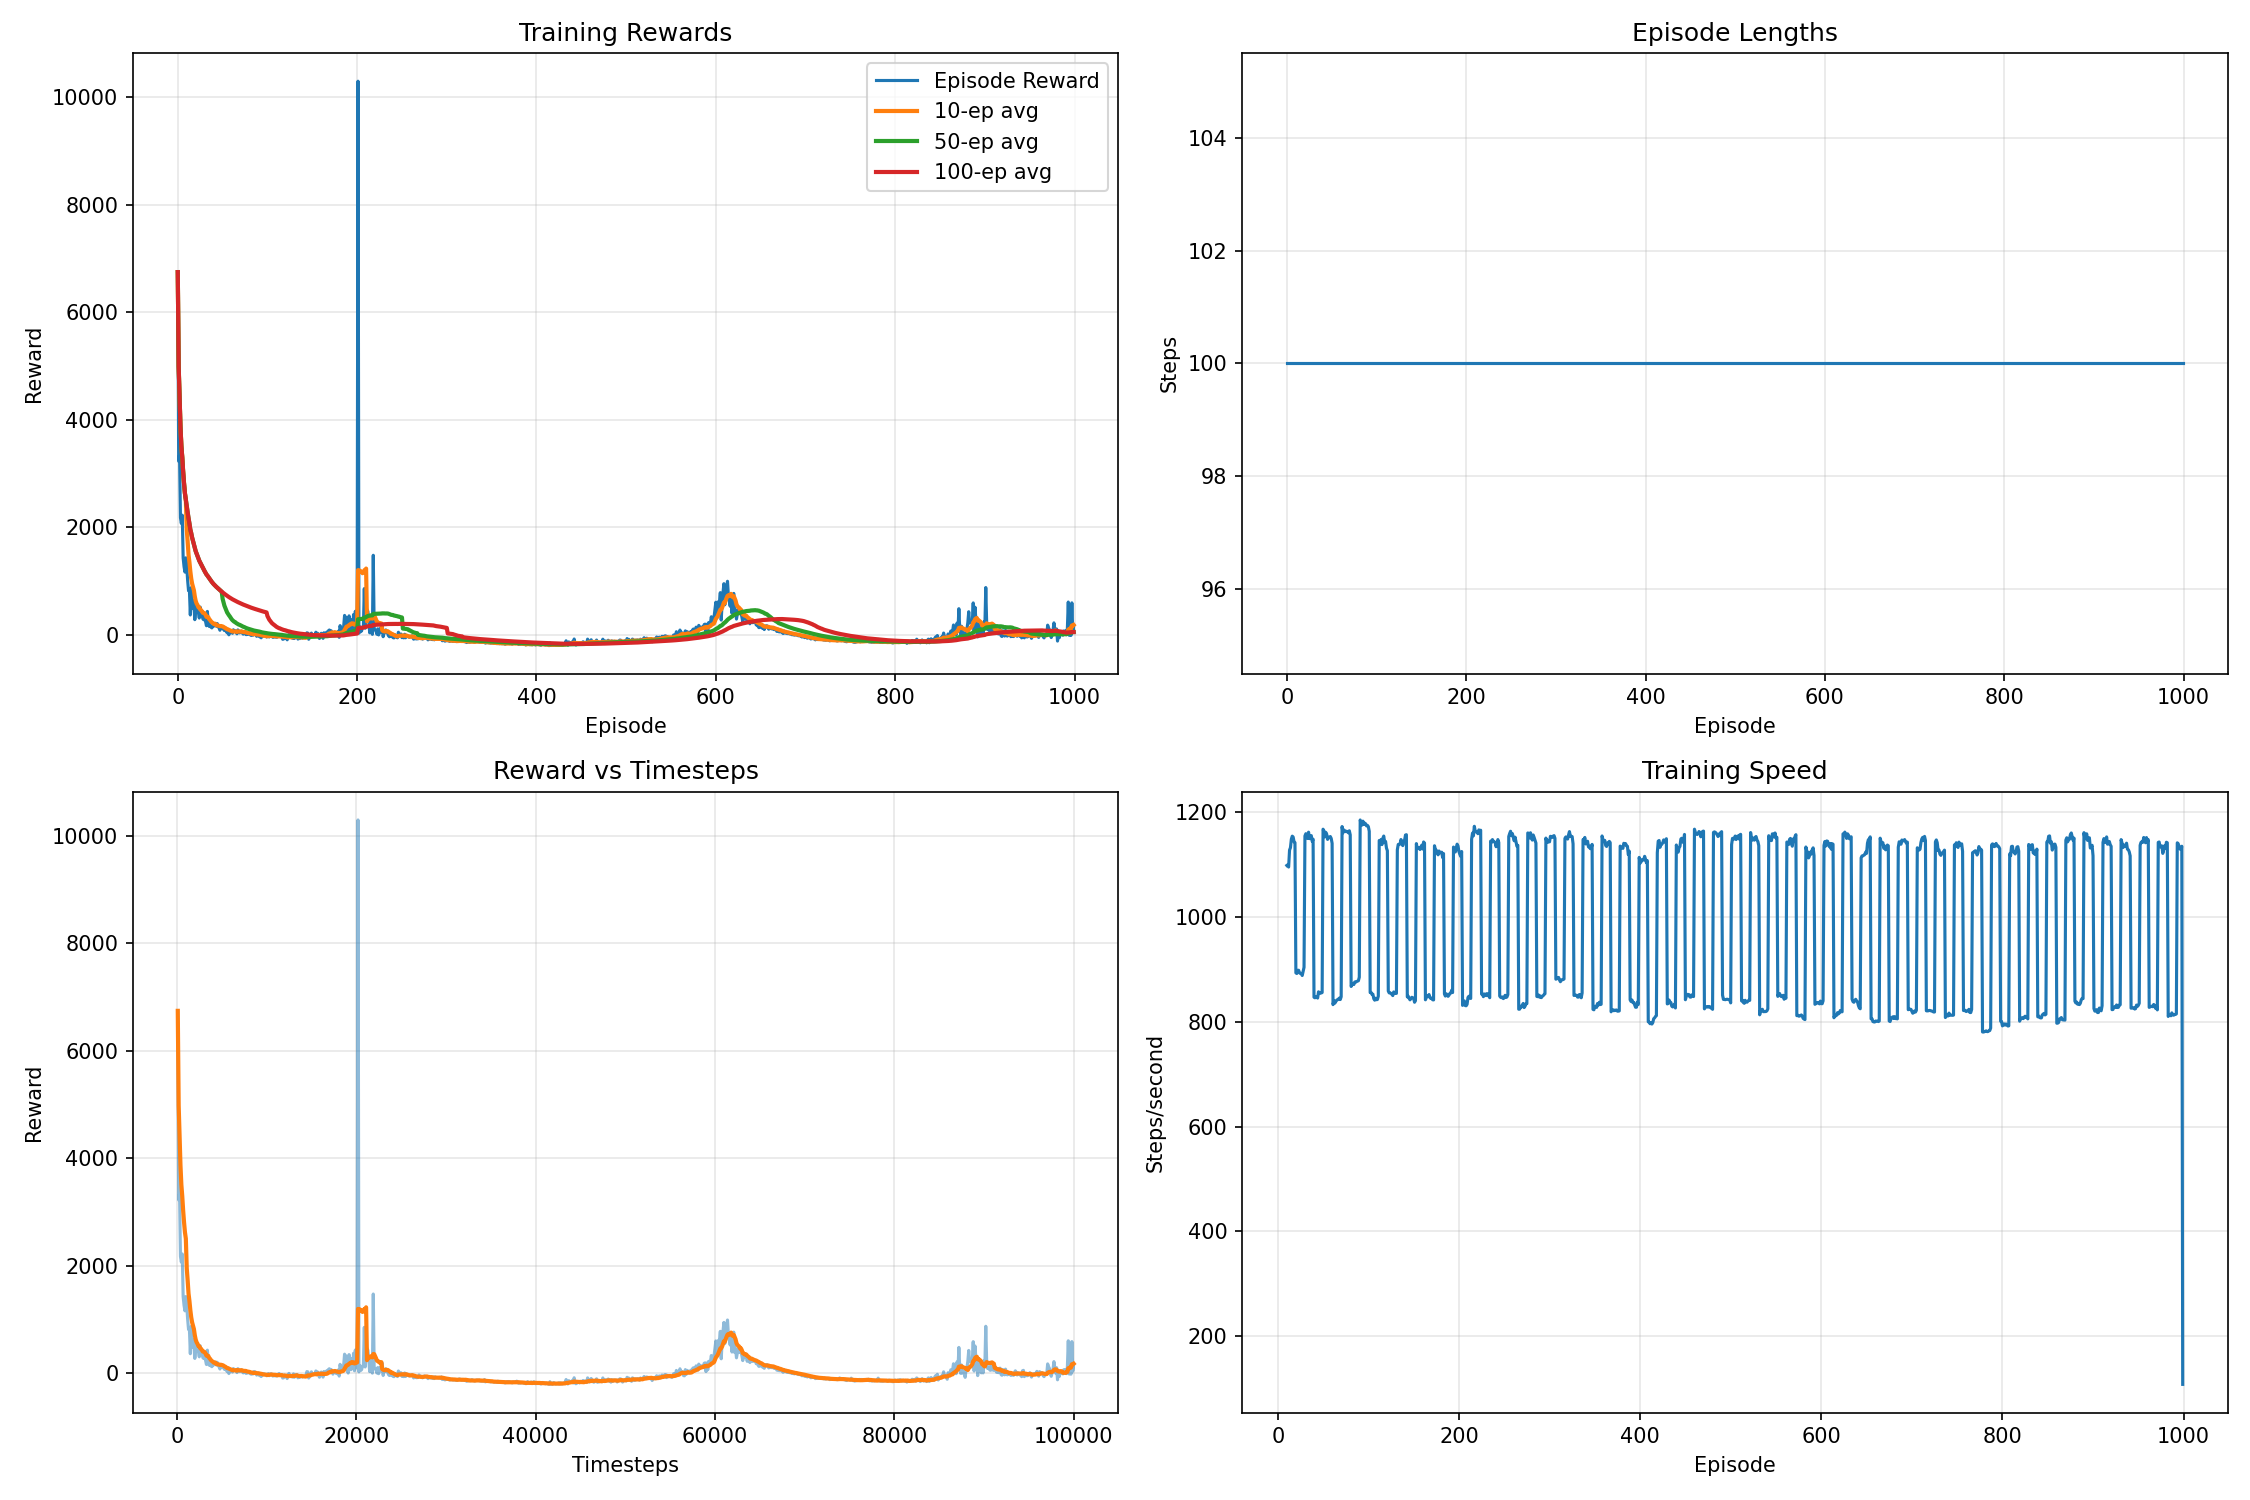 Training Rewards
10000
8000
6000
4000
2000
0
Reward
0 200 400 600 800 1000
Episode
Episode Reward
10-ep avg
50-ep avg
100-ep avg
Episode Lengths
104
102
100
98
96
Steps
0 200 400 600 800 1000
Episode
Reward vs Timesteps
10000
8000
6000
4000
2000
0
Reward
0 20000 40000 60000 80000 100000
Timesteps
Training Speed
1200
1000
800
600
400
200
Steps/second
0 200 400 600 800 1000
Episode